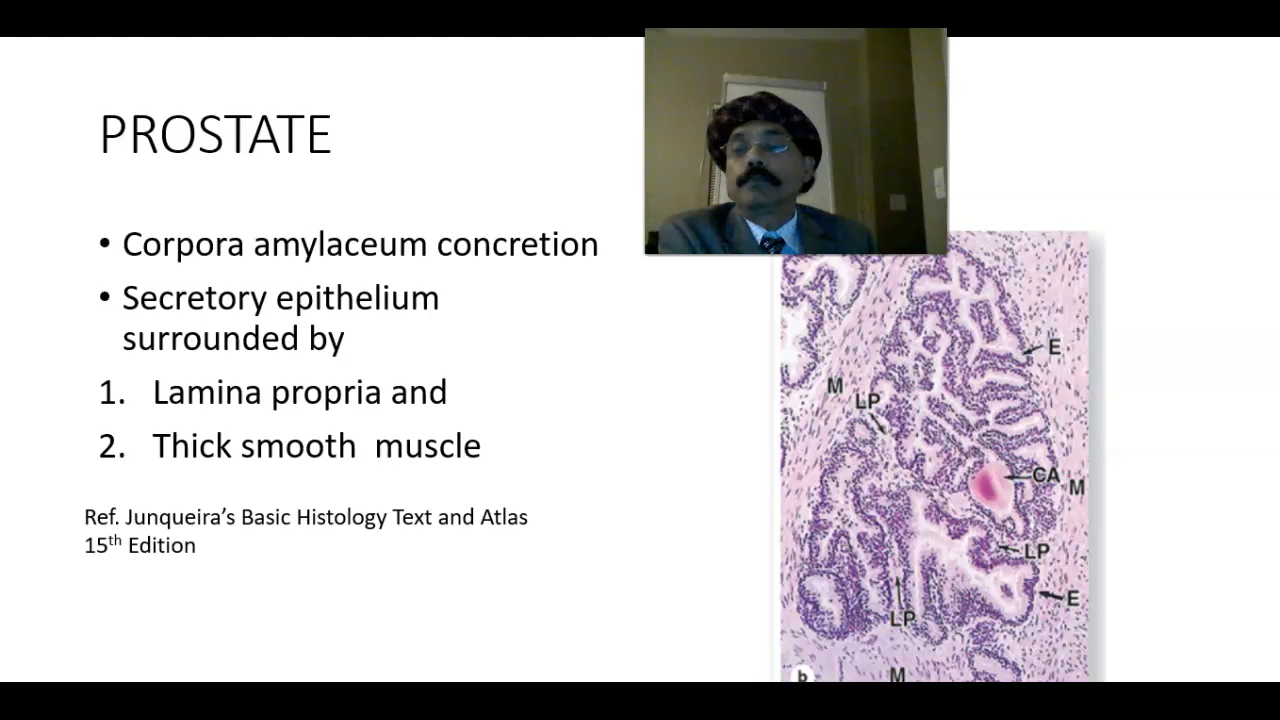 PROSTATE
• Corpora amylaceum concretion
• Secretory epithelium
surrounded by
1. Lamina propria and
2. Thick smooth muscle
Ref. Junqueira's Basic Histology Text and Atlas
15th Edition
E
M
LP
CA
M
LP
E
LP
M
b